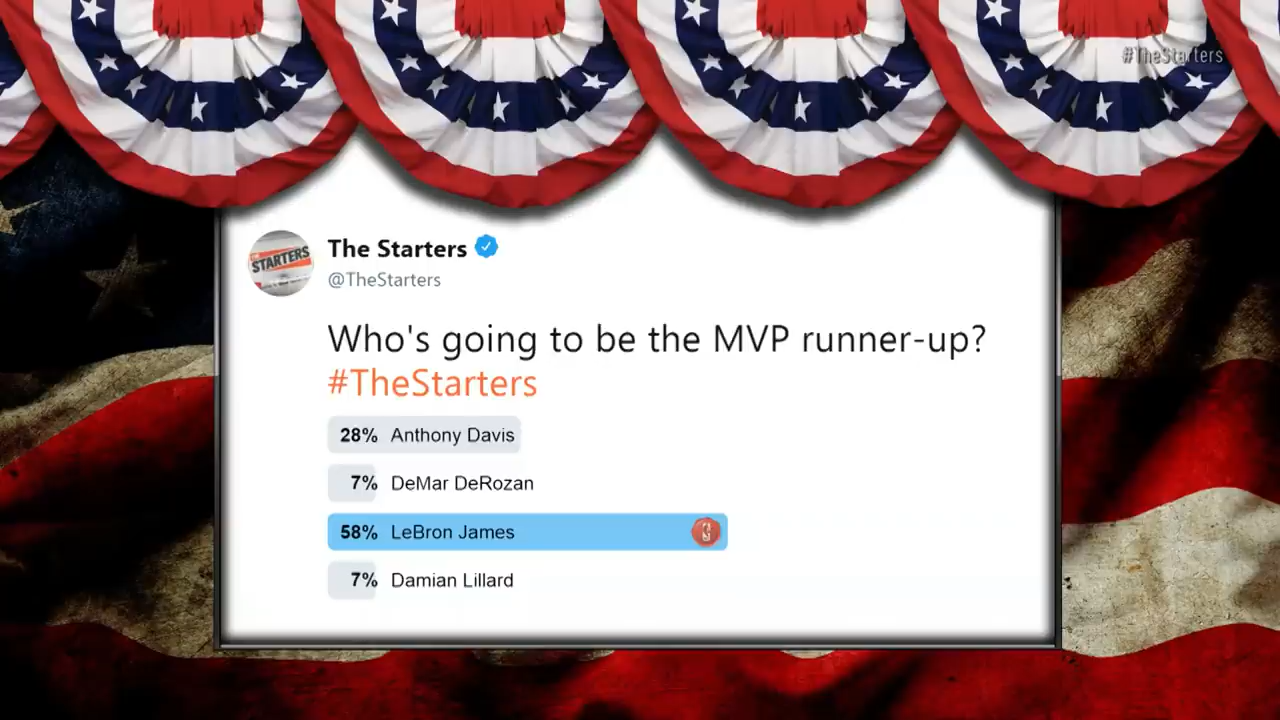 #TheStarters
STARTERS
The Starters
@TheStarters
Who's going to be the MVP runner-up?
#TheStarters
28% Anthony Davis
7% DeMar DeRozan
58% LeBron James
7% Damian Lillard